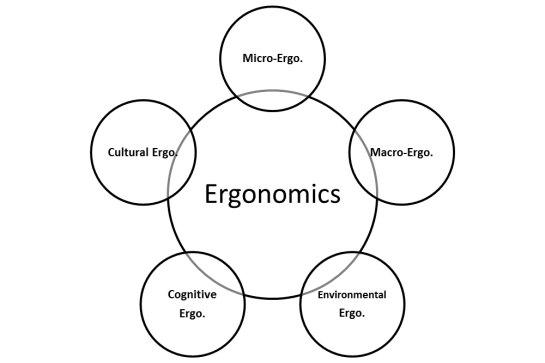 Micro-Ergo.
Cultural Ergo.
Macro-Ergo.
Ergonomics
Cognitive
Ergo.
Environmental
Ergo.